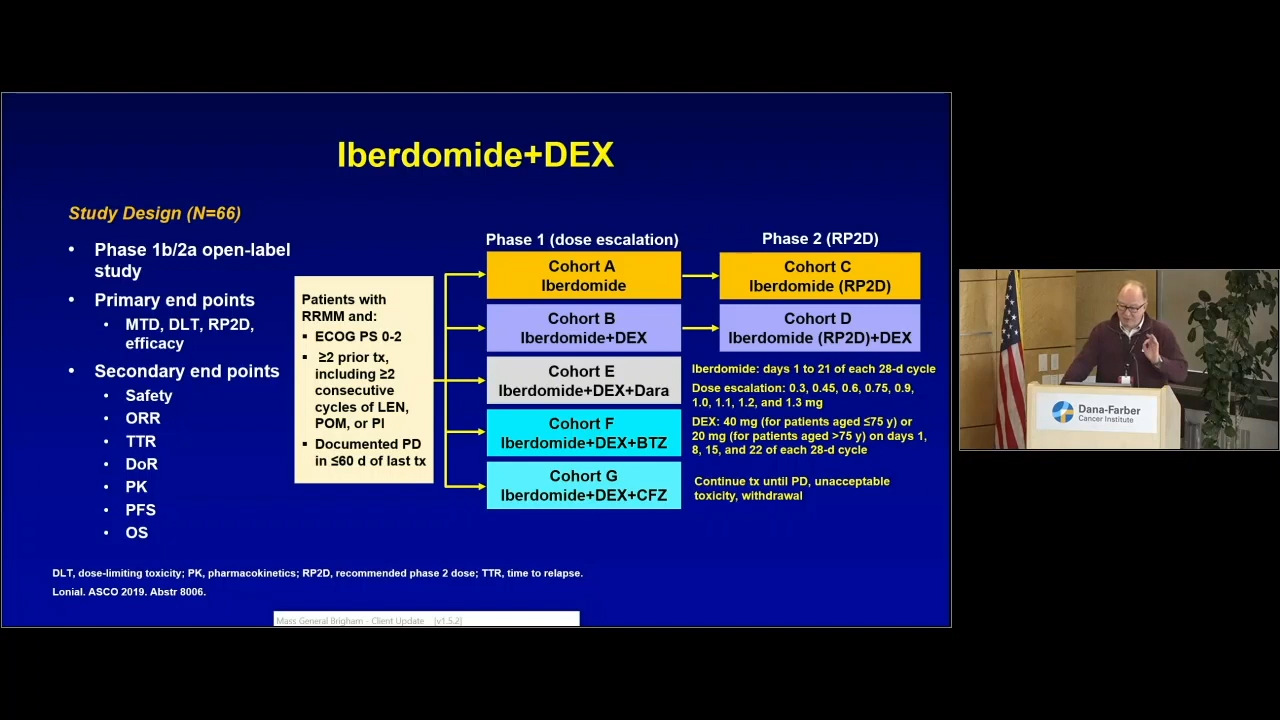 Iberdomide+DEX
Study Design (N=66)
• Phase 1b/2a open-label
study
• Primary end points
• MTD, DLT, RP2D,
efficacy
• Secondary end points
• Safety
• ORR
• TTR
• DoR
• PK
• PFS
• OS
Patients with
RRMM and:
▪ ECOG PS 0-2
▪ ≥2 prior tx,
including ≥2
consecutive
cycles of LEN,
POM, or PI
▪ Documented PD
in ≤60 d of last tx
Phase 1 (dose escalation)
Cohort A
Iberdomide
Cohort B
Iberdomide+DEX
Cohort E
Iberdomide+DEX+Dara
Cohort F
Iberdomide+DEX+BTZ
Cohort G
Iberdomide+DEX+CFZ
Phase 2 (RP2D)
Cohort C
Iberdomide (RP2D)
Cohort D
Iberdomide (RP2D)+DEX
Iberdomide: days 1 to 21 of each 28-d cycle
Dose escalation: 0.3, 0.45, 0.6, 0.75, 0.9,
1.0, 1.1, 1.2, and 1.3 mg
DEX: 40 mg (for patients aged ≤75 y) or
20 mg (for patients aged >75 y) on days 1,
8, 15, and 22 of each 28-d cycle
Continue tx until PD, unacceptable
toxicity, withdrawal
DLT, dose-limiting toxicity; PK, pharmacokinetics; RP2D, recommended phase 2 dose; TTR, time to relapse.
Lonial. ASCO 2019. Abstr 8006.
Mass General Brigham - Client Update [v1.5.2]
Dana-Farber
Cancer Institute